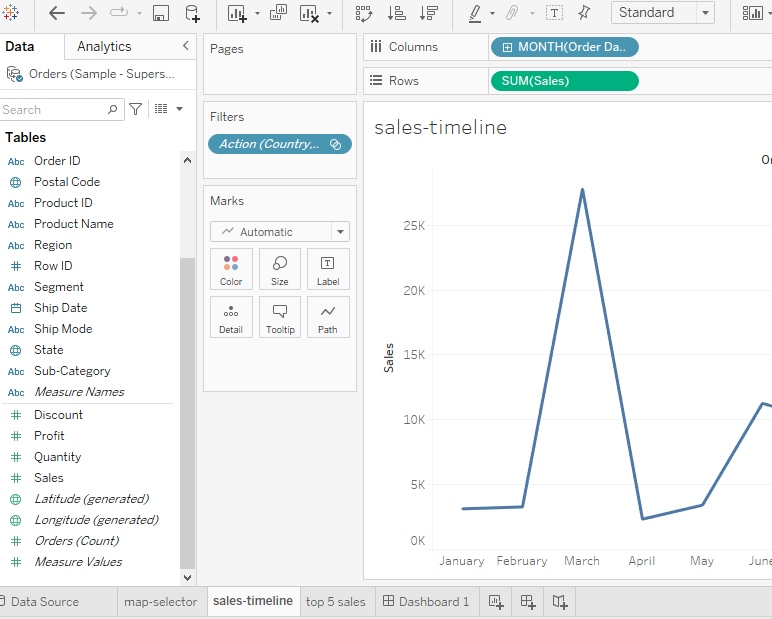 Standard
Data
Analytics
Orders (Sample - Supers...
Search
Tables
Abc Order ID
Postal Code
Abc Product ID
Abc Product Name
Abc Region
# Row ID
Abc Segment
Ship Date
Abc Ship Mode
State
Abc Sub-Category
Abc Measure Names
# Discount
# Profit
# Quantity
# Sales
Latitude (generated)
Longitude (generated)
# Orders (Count)
# Measure Values
Pages
Filters
Action (Country,..
Marks
Automatic
Color
Size
Label
Detail
Tooltip
Path
Columns
MONTH(Order Da..
Rows
SUM(Sales)
sales-timeline
Sales
25K
20K
15K
10K
5K
0K
January
February
March
April
May
June
Data Source
map-selector
sales-timeline
top 5 sales
Dashboard 1